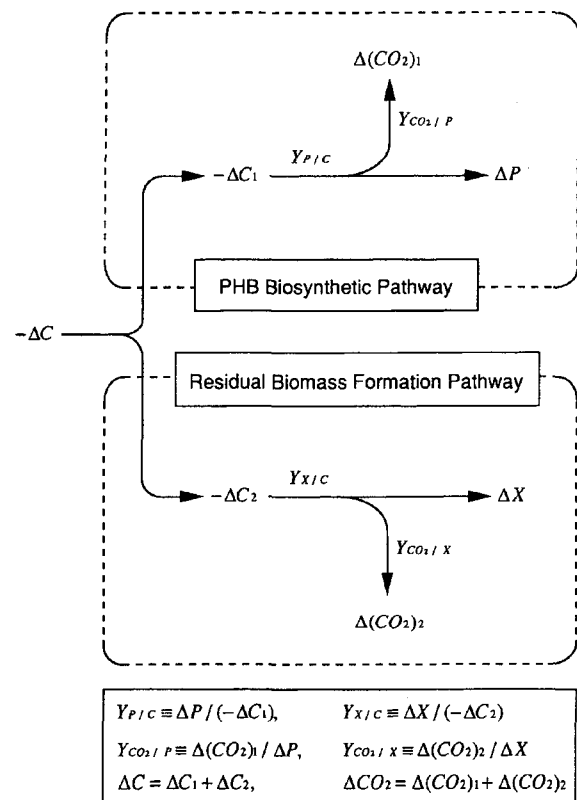 Δ(CO₂)₁
Y_CO₂/P
Y_P/C
−ΔC₁
ΔP
PHB Biosynthetic Pathway
−ΔC
Residual Biomass Formation Pathway
Y_X/C
−ΔC₂
ΔX
Y_CO₂/X
Δ(CO₂)₂
Y_P/C ≡ ΔP/(−ΔC₁), Y_X/C ≡ ΔX/(−ΔC₂)
Y_CO₂/P ≡ Δ(CO₂)₁/ΔP, Y_CO₂/X ≡ Δ(CO₂)₂/ΔX
ΔC = ΔC₁ + ΔC₂, ΔCO₂ = Δ(CO₂)₁ + Δ(CO₂)₂